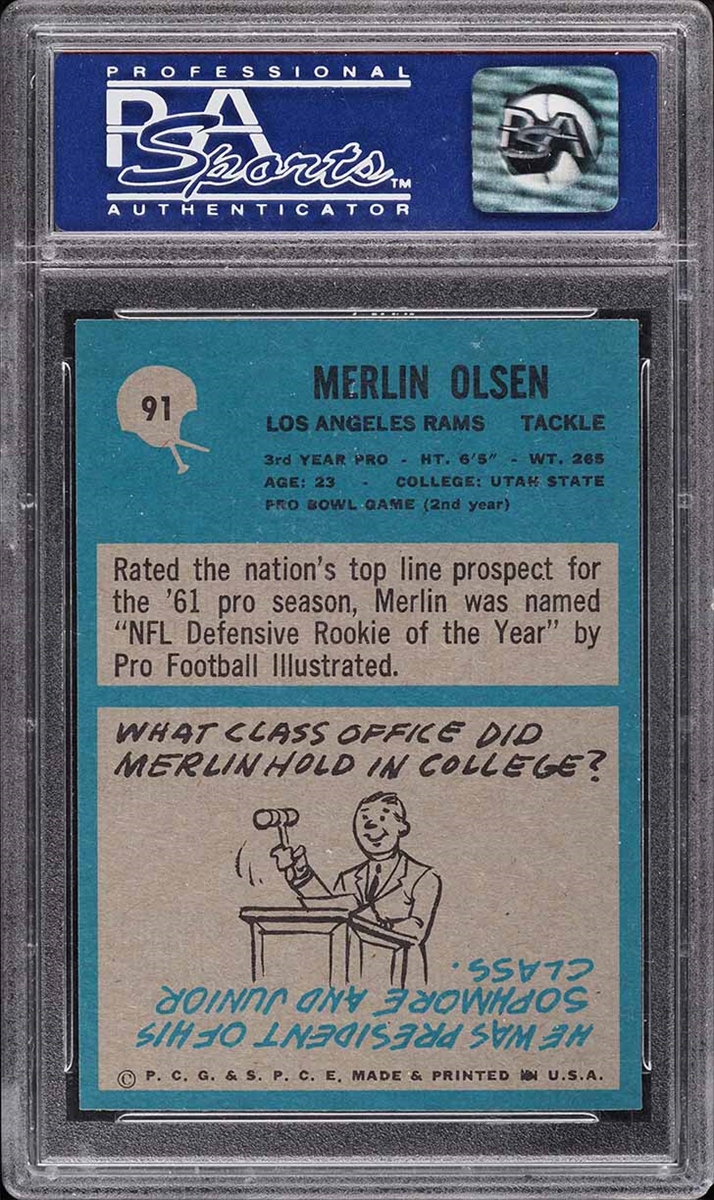 PROFESSIONAL
PSA
Sports™
AUTHENTICATOR
PSA
91
MERLIN OLSEN
LOS ANGELES RAMS TACKLE
3rd YEAR PRO - HT. 6'5" - WT. 265
AGE: 23 - COLLEGE: UTAH STATE
PRO BOWL GAME (2nd year)
Rated the nation's top line prospect for
the '61 pro season, Merlin was named
"NFL Defensive Rookie of the Year" by
Pro Football Illustrated.
WHAT CLASS OFFICE DID
MERLIN HOLD IN COLLEGE?
HE WAS PRESIDENT OF HIS
SOPHMORE AND JUNIOR
CLASS.
© P. C. G. & S. P. C. E. MADE & PRINTED IN U.S.A.